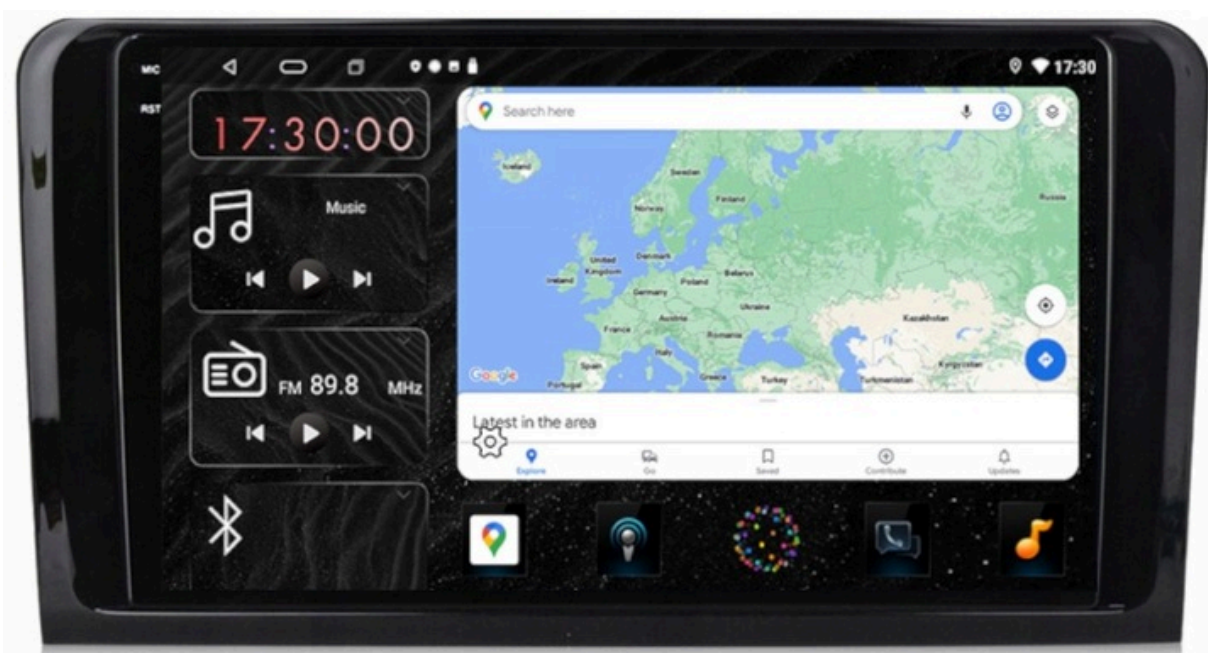 MIC
17:30
RST
17:30:00
Search here
Music
Iceland
Sweden
Finland
Norway
Russia
United Kingdom
Denmark
Ireland
Belarus
Poland
Germany
Ukraine
Austria
Kazakhstan
France
Romania
Italy
Spain
Kyrgyzstan
Google
Portugal
Greece
Turkey
Turkmenistan
FM 89.8 MHz
Latest in the area
Explore
Go
Saved
Contribute
Updates